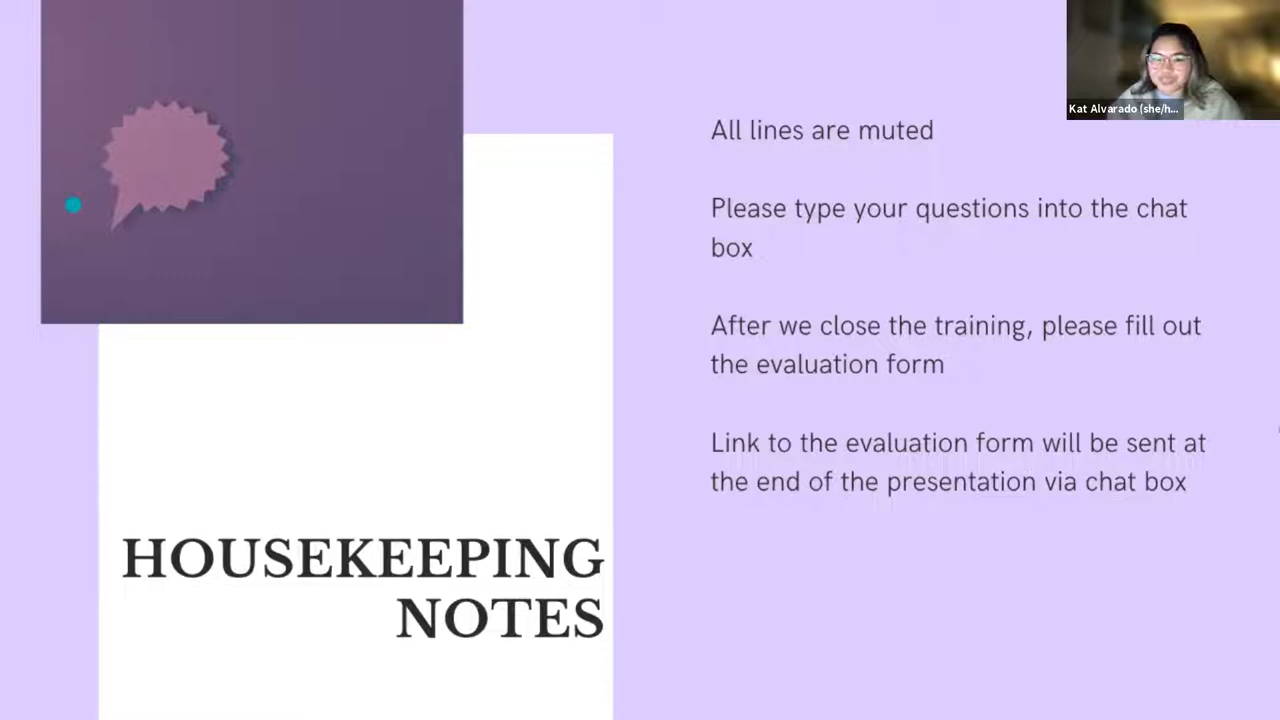 Kat Alvarado (she/h...
All lines are muted
Please type your questions into the chat
box
After we close the training, please fill out
the evaluation form
Link to the evaluation form will be sent at
the end of the presentation via chat box
HOUSEKEEPING
NOTES